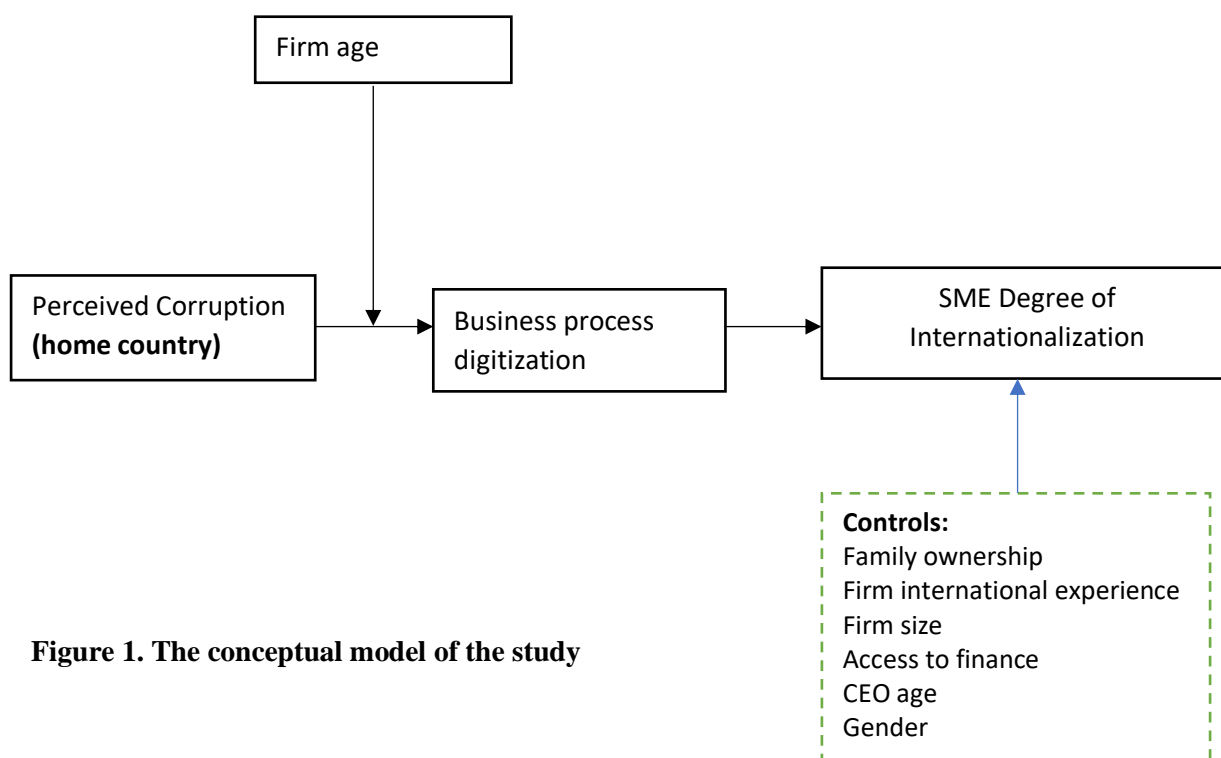 Firm age
Perceived Corruption
(home country)
Business process
digitization
SME Degree of
Internationalization
Controls:
Family ownership
Firm international experience
Firm size
Access to finance
CEO age
Gender
Figure 1. The conceptual model of the study